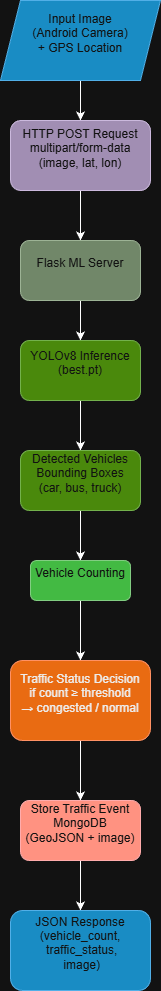 Input Image
(Android Camera)
+ GPS Location
HTTP POST Request
multipart/form-data
(image, lat, lon)
Flask ML Server
YOLOv8 Inference
(best.pt)
Detected Vehicles
Bounding Boxes
(car, bus, truck)
Vehicle Counting
Traffic Status Decision
if count ≥ threshold
→ congested / normal
Store Traffic Event
MongoDB
(GeoJSON + image)
JSON Response
(vehicle_count,
traffic_status,
image)